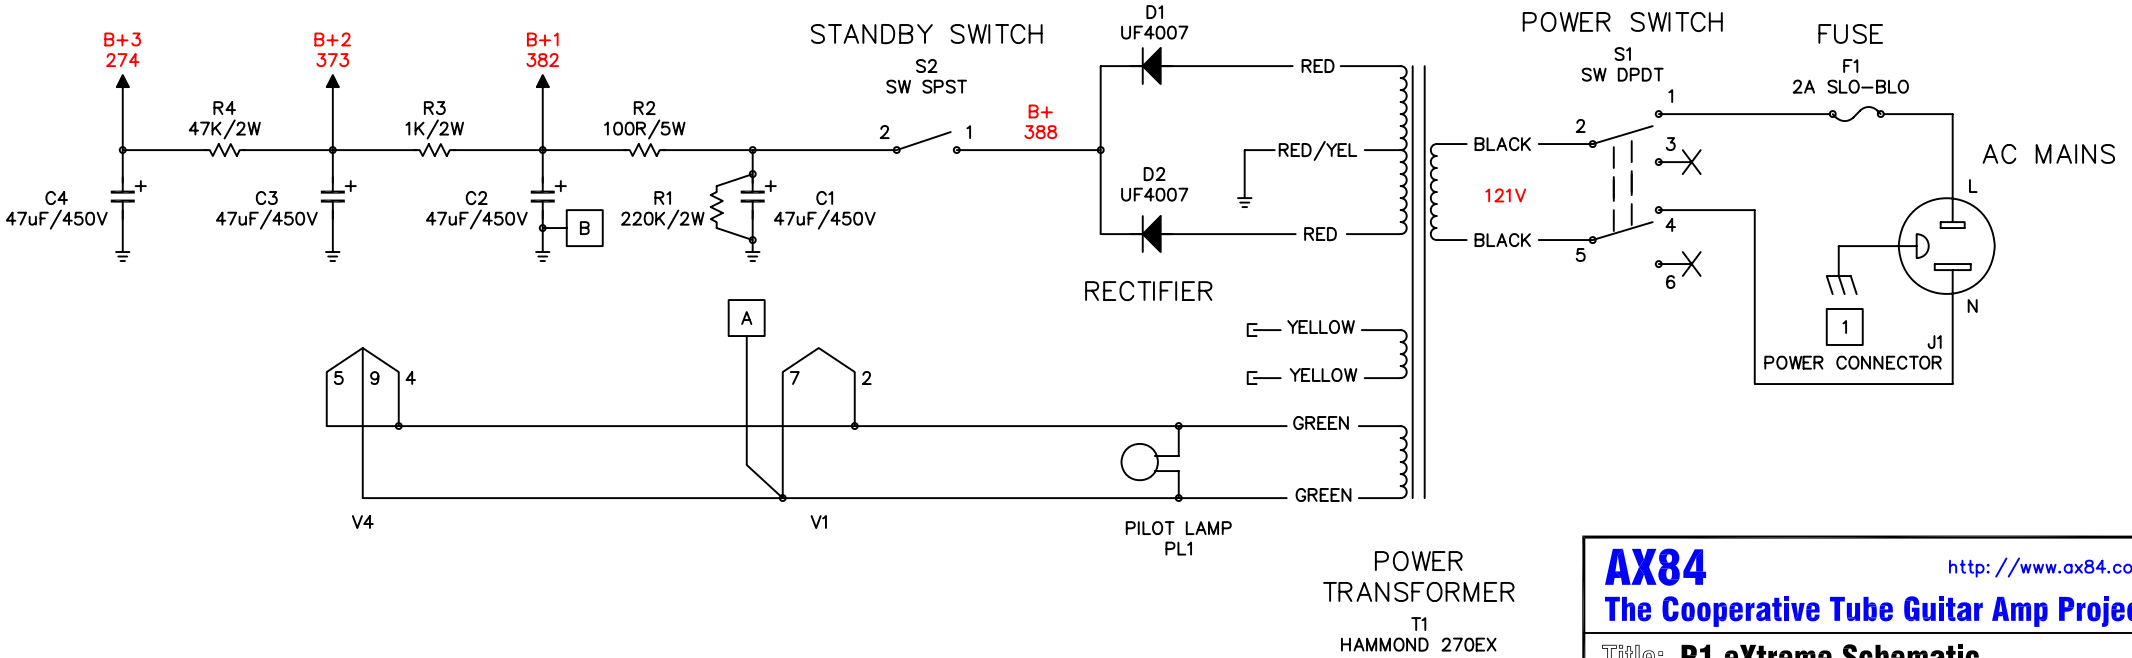 B+3
274
B+2
373
B+1
382
STANDBY SWITCH
S2
SW SPST
D1
UF4007
POWER SWITCH
S1
SW DPDT
FUSE
F1
2A SLO-BLO
R4
47K/2W
R3
1K/2W
R2
100R/5W
2
1
B+
388
RED
RED/YEL
BLACK
2
1
3
AC MAINS
C4
47uF/450V
+
C3
47uF/450V
+
C2
47uF/450V
+
B
R1
220K/2W
+
C1
47uF/450V
D2
UF4007
RED
121V
BLACK
5
4
6
L
N
RECTIFIER
A
YELLOW
YELLOW
1
J1
POWER CONNECTOR
5
9
4
7
2
GREEN
GREEN
V4
V1
PILOT LAMP
PL1
POWER
TRANSFORMER
T1
HAMMOND 270EX
AX84
http://www.ax84.co
The Cooperative Tube Guitar Amp Projec
Title: P1 eXtreme Schematic